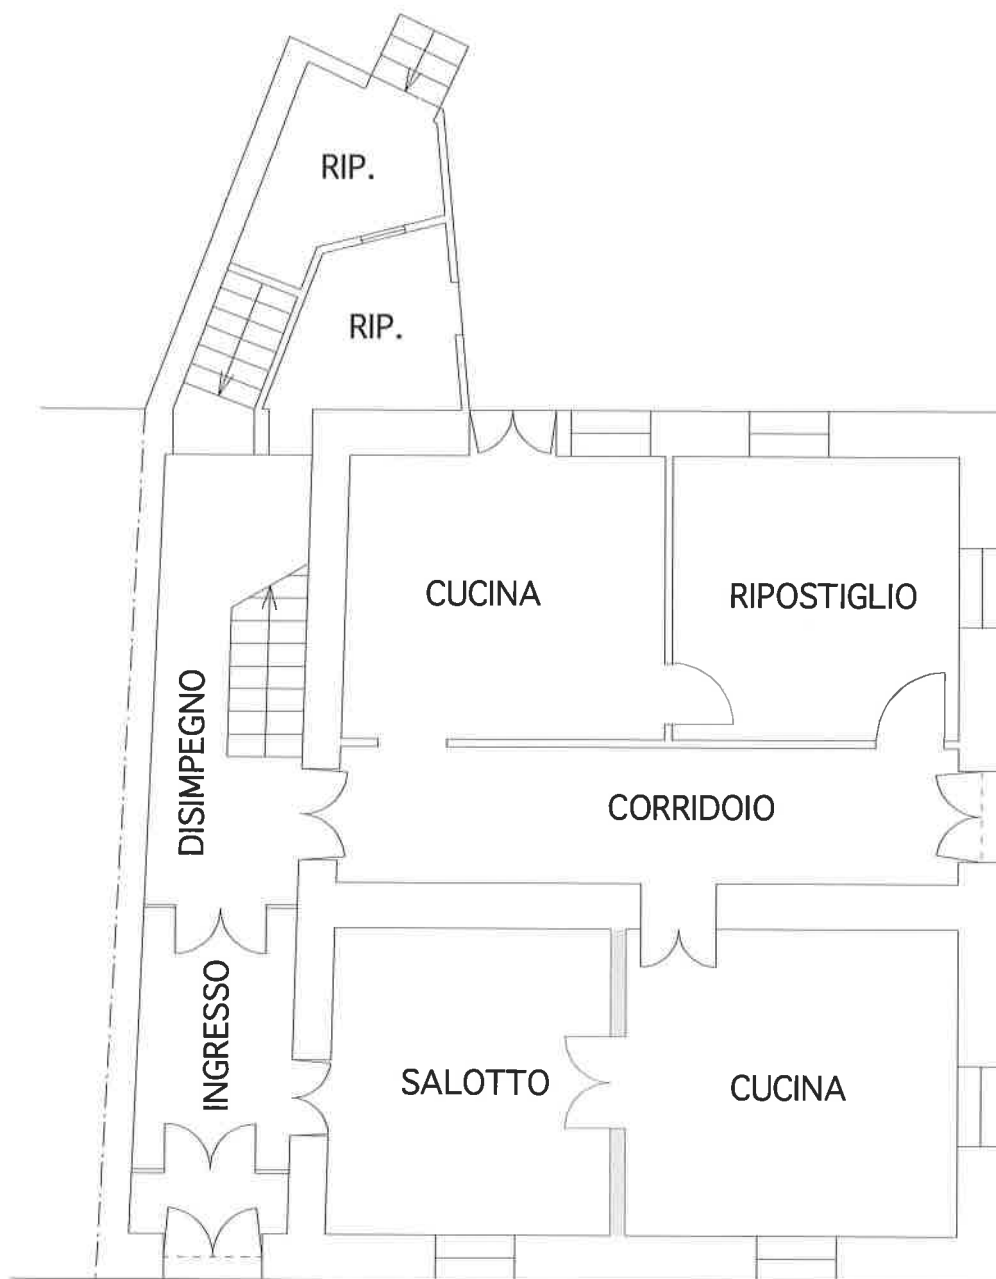 RIP.
RIP.
CUCINA
RIPOSTIGLIO
DISIMPEGNO
CORRIDOIO
INGRESSO
SALOTTO
CUCINA